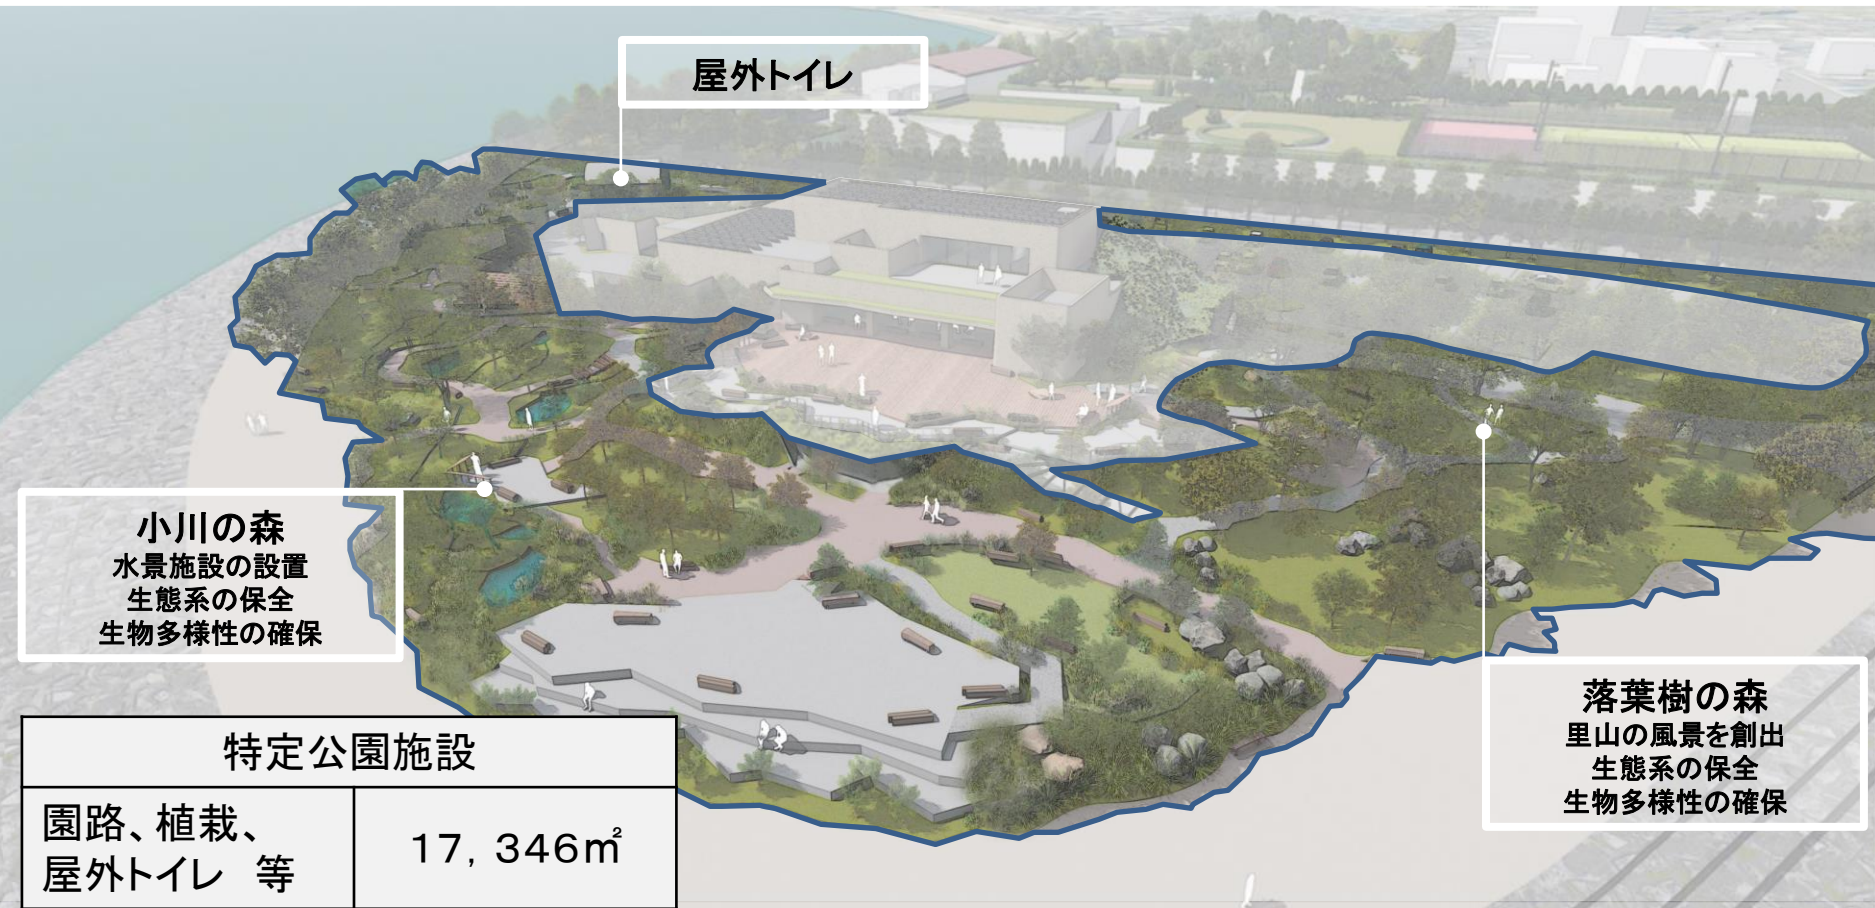 屋外トイレ
小川の森
水景施設の設置
生態系の保全
生物多様性の確保
落葉樹の森
里山の風景を創出
生態系の保全
生物多様性の確保
特定公園施設
園路、植栽、
屋外トイレ　等
17,346㎡